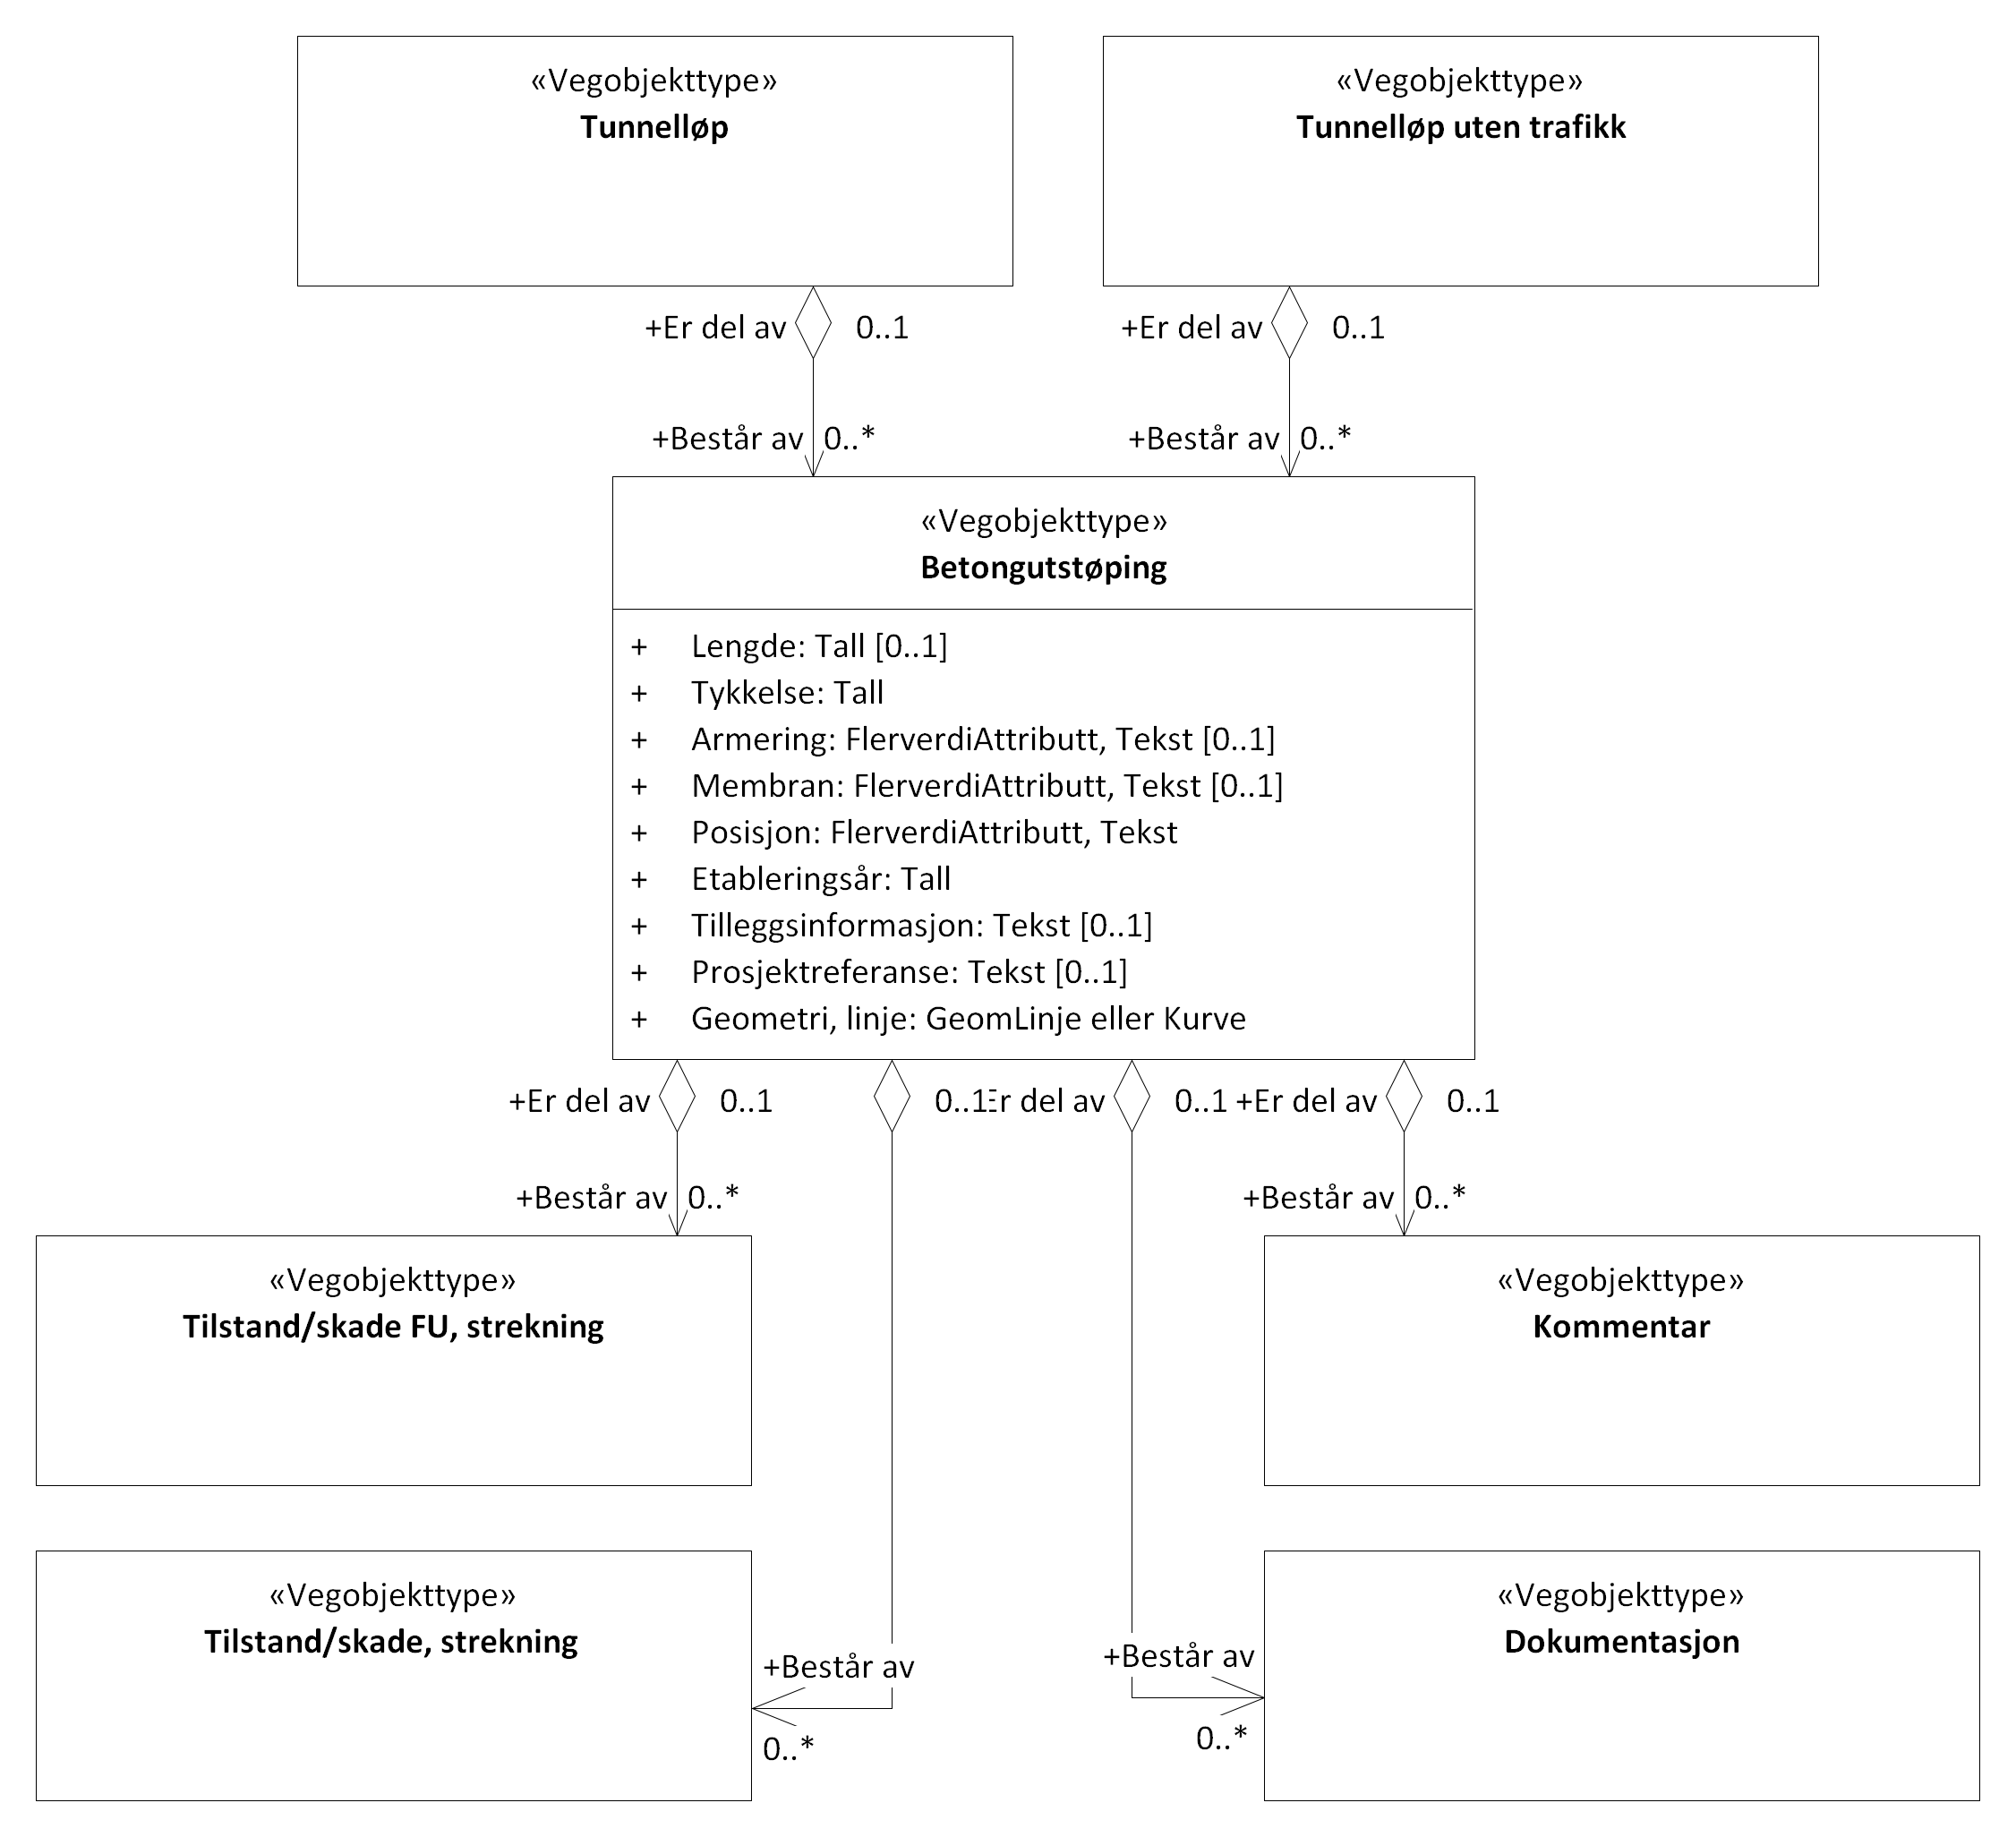 «Vegobjekttype»
Tunnelløp
«Vegobjekttype»
Tunnelløp uten trafikk
+Er del av 0..1
+Er del av 0..1
+Består av 0..*
+Består av 0..*
«Vegobjekttype»
Betongutstøping
+ Lengde: Tall [0..1]
+ Tykkelse: Tall
+ Armering: FlerverdiAttributt, Tekst [0..1]
+ Membran: FlerverdiAttributt, Tekst [0..1]
+ Posisjon: FlerverdiAttributt, Tekst
+ Etableringsår: Tall
+ Tilleggsinformasjon: Tekst [0..1]
+ Prosjektreferanse: Tekst [0..1]
+ Geometri, linje: GeomLinje eller Kurve
+Er del av 0..1
0..1
Er del av 0..1
+Er del av 0..1
+Består av 0..*
+Består av 0..*
«Vegobjekttype»
Tilstand/skade FU, strekning
«Vegobjekttype»
Kommentar
«Vegobjekttype»
Tilstand/skade, strekning
+Består av
0..*
+Består av
0..*
«Vegobjekttype»
Dokumentasjon